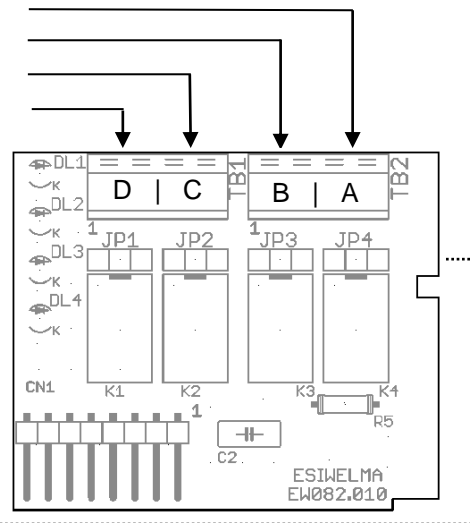 DL1
TB1
TB2
D | C
B | A
K
DL2
1
1
K
JP1
JP2
JP3
JP4
DL3
K
DL4
K
CN1
K1
K2
K3
K4
1
R5
C2
ESIWELMA
EW082.010